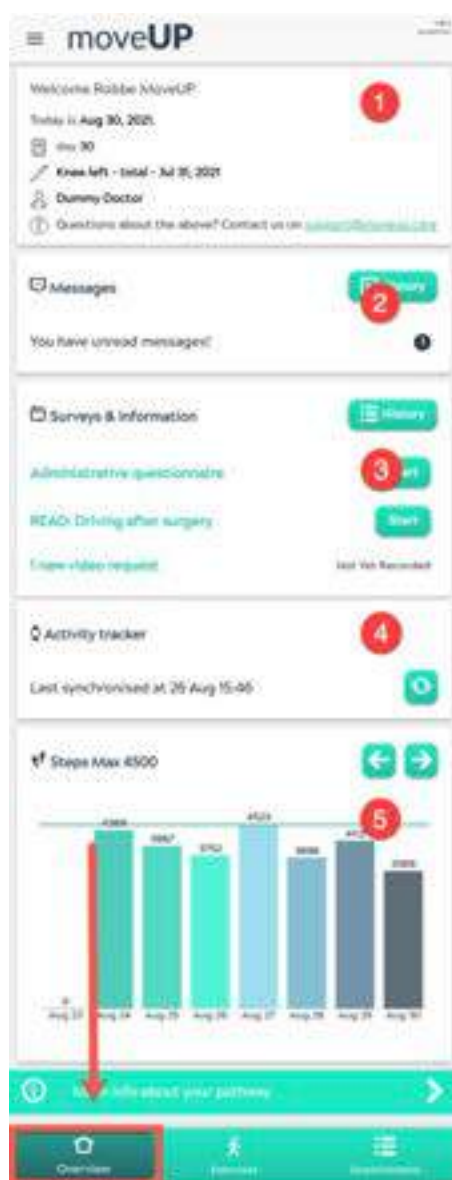 moveUP
Welcome Robbe MoveUP
1
Today is Aug 30, 2021.
day 30
Knee left - total - Jul 31, 2021
Dummy Doctor
Questions about the above? Contact us on
Messages
2
You have unread messages!
Surveys & Information
History
Administrative questionnaire
3
READ: Driving after surgery
Start
1 new video request
Not Yet Recorded
Activity tracker
4
Last synchronised at 26 Aug 15:46
Steps Max 4500
5
4523
0
Aug 23 Aug 24 Aug 25 Aug 26 Aug 27 Aug 28 Aug 29 Aug 30
info about your pathway
Overview
Exercises